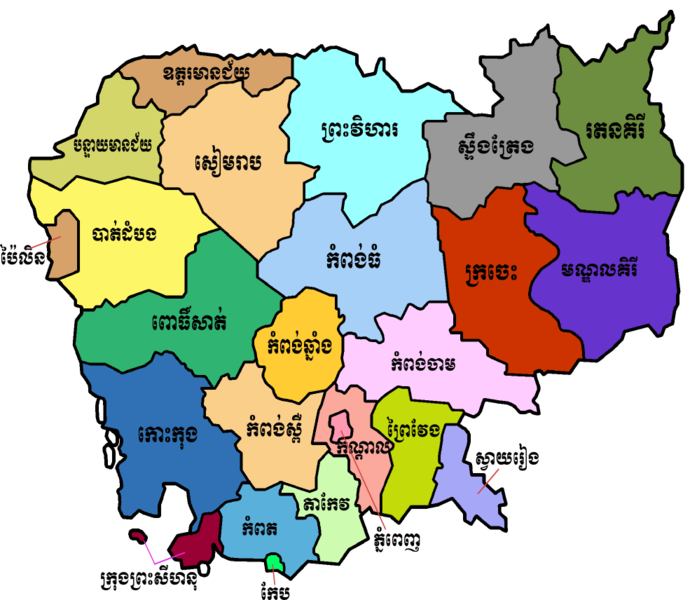 ឧត្តរមានជ័យ
ព្រះវិហារ
រតនគិរី
បន្ទាយមានជ័យ
ស្ទឹងត្រែង
សៀមរាប
បាត់ដំបង
ប៉ៃលិន
កំពង់ធំ
ក្រចេះ
មណ្ឌលគិរី
ពោធិ៍សាត់
កំពង់ឆ្នាំង
កំពង់ចាម
កោះកុង
កំពង់ស្ពឺ
កណ្តាល
ព្រៃវែង
ស្វាយរៀង
តាកែវ
កំពត
ភ្នំពេញ
ក្រុងព្រះសីហនុ
កែប